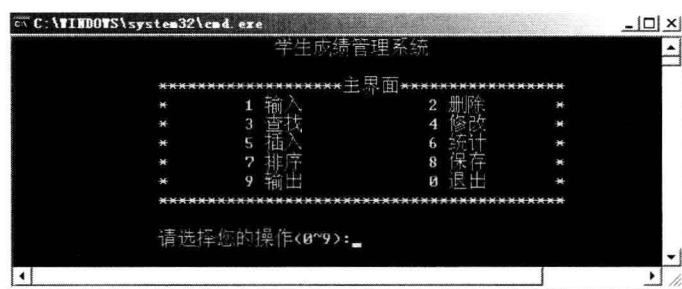 C:\WINDOWS\system32\cmd.exe
学生成绩管理系统
******************主界面****************
* 1 输入 2 删除 *
* 3 查找 4 修改 *
* 5 插入 6 统计 *
* 7 排序 8 保存 *
* 9 输出 0 退出 *
****************************************
请选择您的操作(0~9):